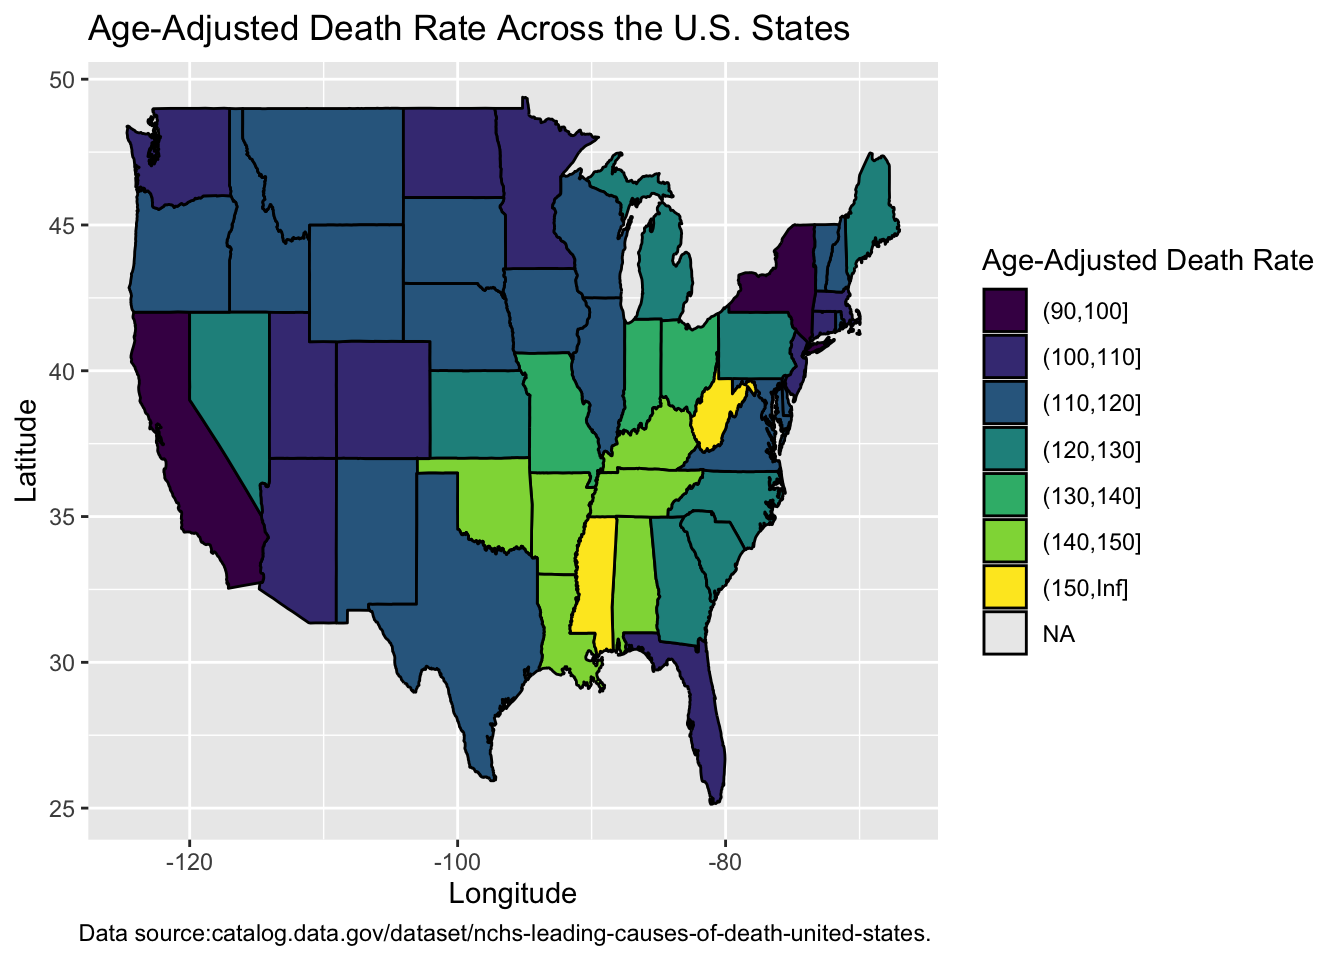 Age-Adjusted Death Rate Across the U.S. States
50
45
40
35
30
25
Latitude
-120
-100
-80
Longitude
Age-Adjusted Death Rate
(90,100]
(100,110]
(110,120]
(120,130]
(130,140]
(140,150]
(150,Inf]
NA
Data source:catalog.data.gov/dataset/nchs-leading-causes-of-death-united-states.